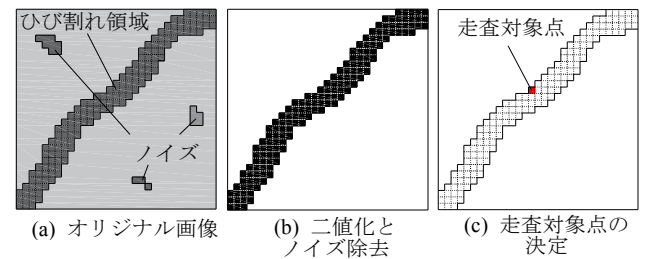 ひび割れ領域
ノイズ
走査対象点
(a) オリジナル画像
(b) 二値化と
ノイズ除去
(c) 走査対象点の
決定